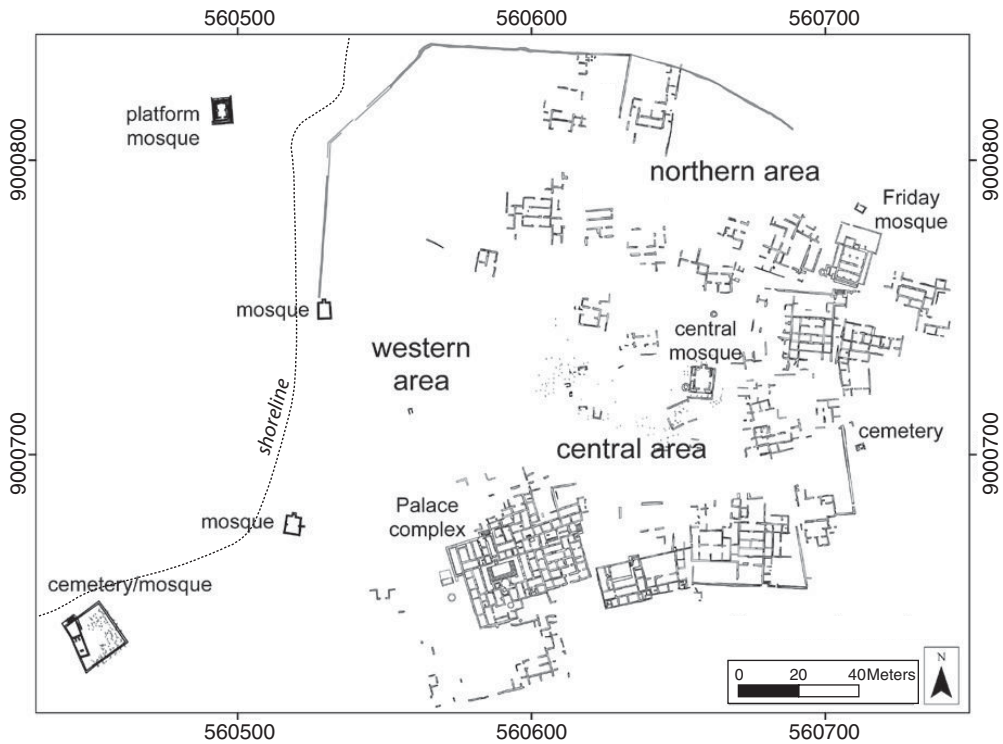 560500
560600
560700
platform
mosque
9000800
9000800
northern area
Friday
mosque
mosque
central
mosque
western
area
shoreline
9000700
9000700
cemetery
central area
Palace
complex
mosque
cemetery/mosque
N
0 20 40Meters
560500
560600
560700